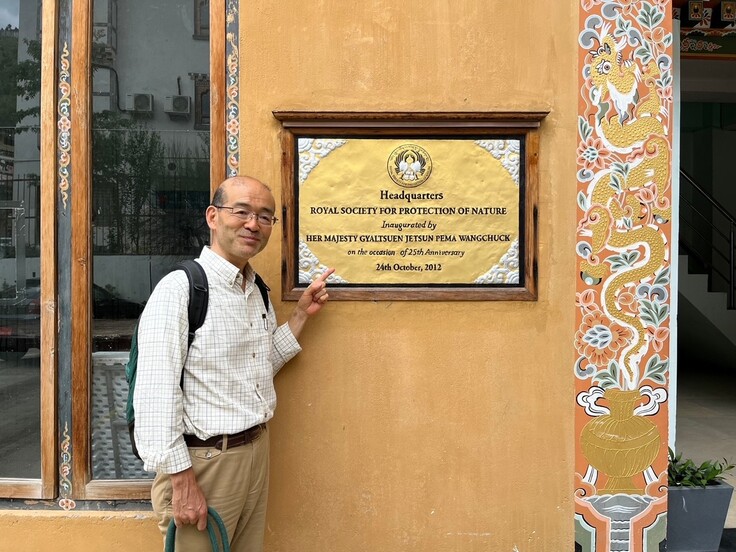 Headquarters
ROYAL SOCIETY FOR PROTECTION OF NATURE
Inaugurated by
HER MAJESTY GYALTSUEN JETSUN PEMA WANGCHUCK
on the occasion of 25th Anniversary
24th October, 2012